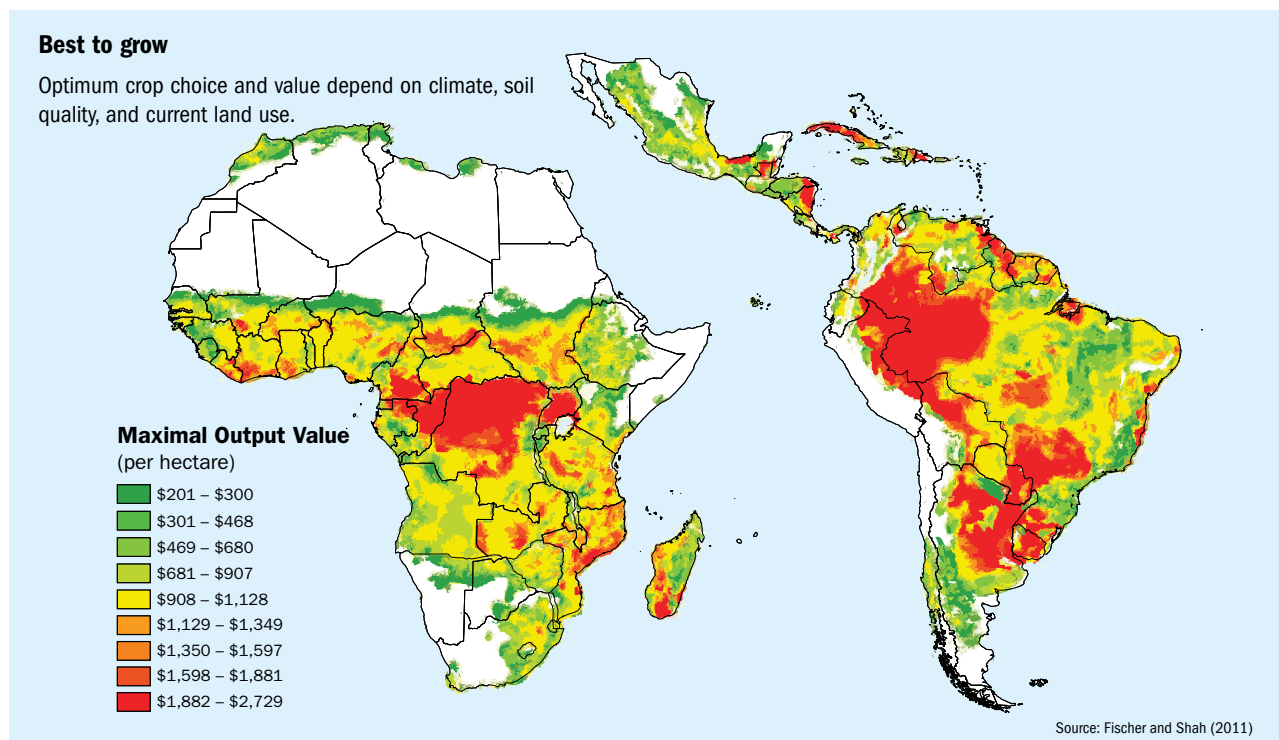 Best to grow
Optimum crop choice and value depend on climate, soil
quality, and current land use.
Maximal Output Value
(per hectare)
$201 – $300
$301 – $468
$469 – $680
$681 – $907
$908 – $1,128
$1,129 – $1,349
$1,350 – $1,597
$1,598 – $1,881
$1,882 – $2,729
Source: Fischer and Shah (2011)